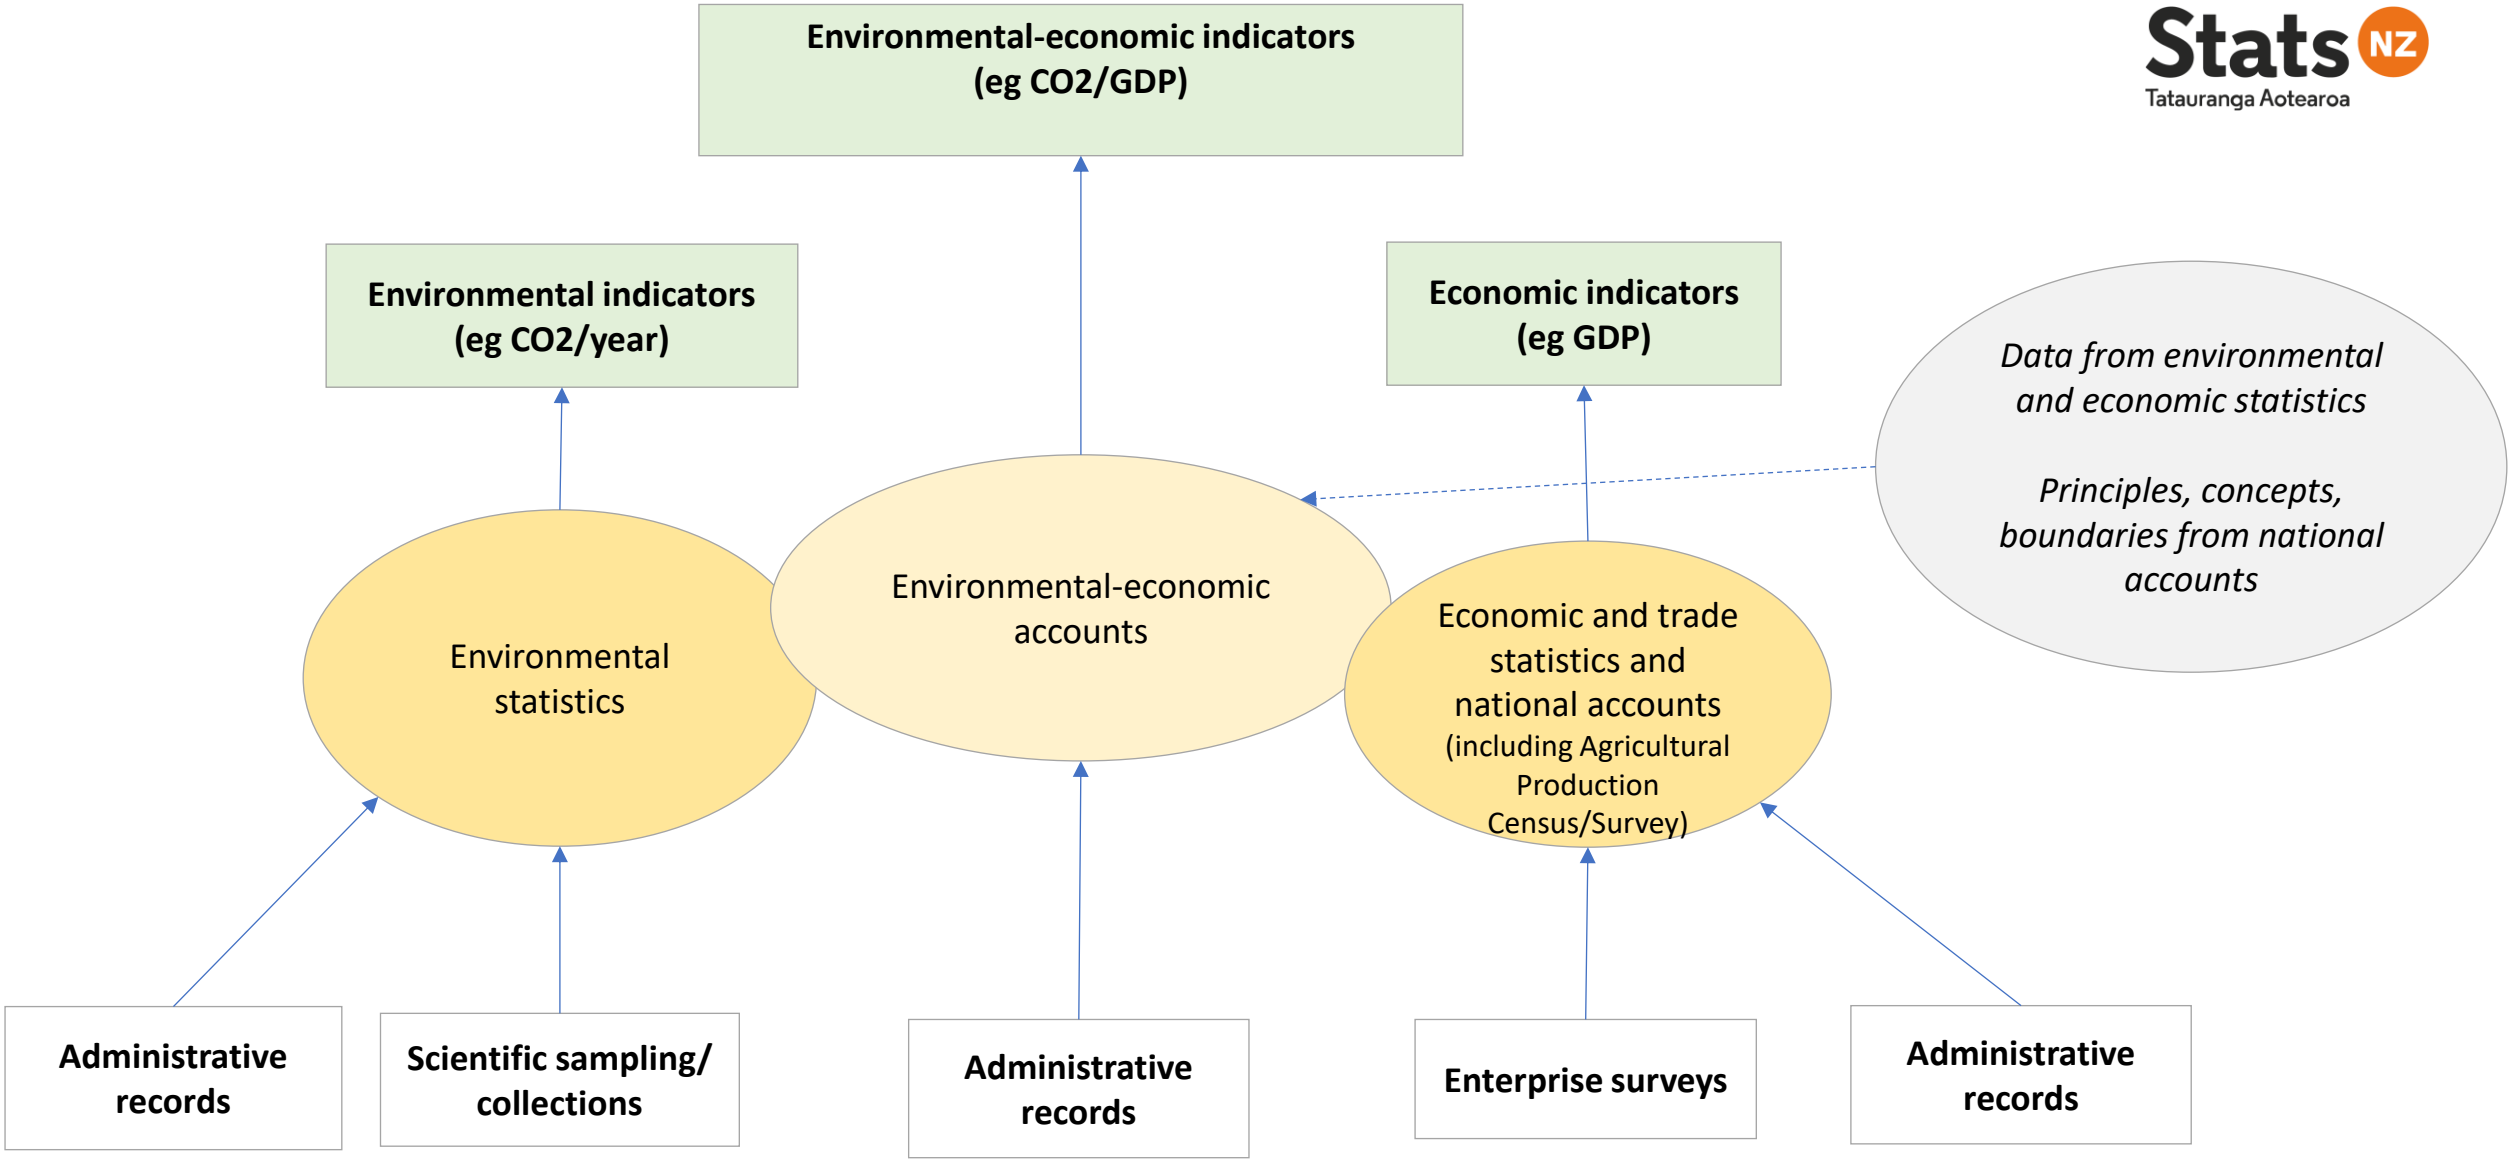 Environmental-economic indicators
(eg CO2/GDP)
Stats NZ
Tatauranga Aotearoa
Environmental indicators
(eg CO2/year)
Economic indicators
(eg GDP)
Data from environmental
and economic statistics
Principles, concepts,
boundaries from national
accounts
Environmental
statistics
Environmental-economic
accounts
Economic and trade
statistics and
national accounts
(including Agricultural
Production
Census/Survey)
Administrative
records
Scientific sampling/
collections
Administrative
records
Enterprise surveys
Administrative
records